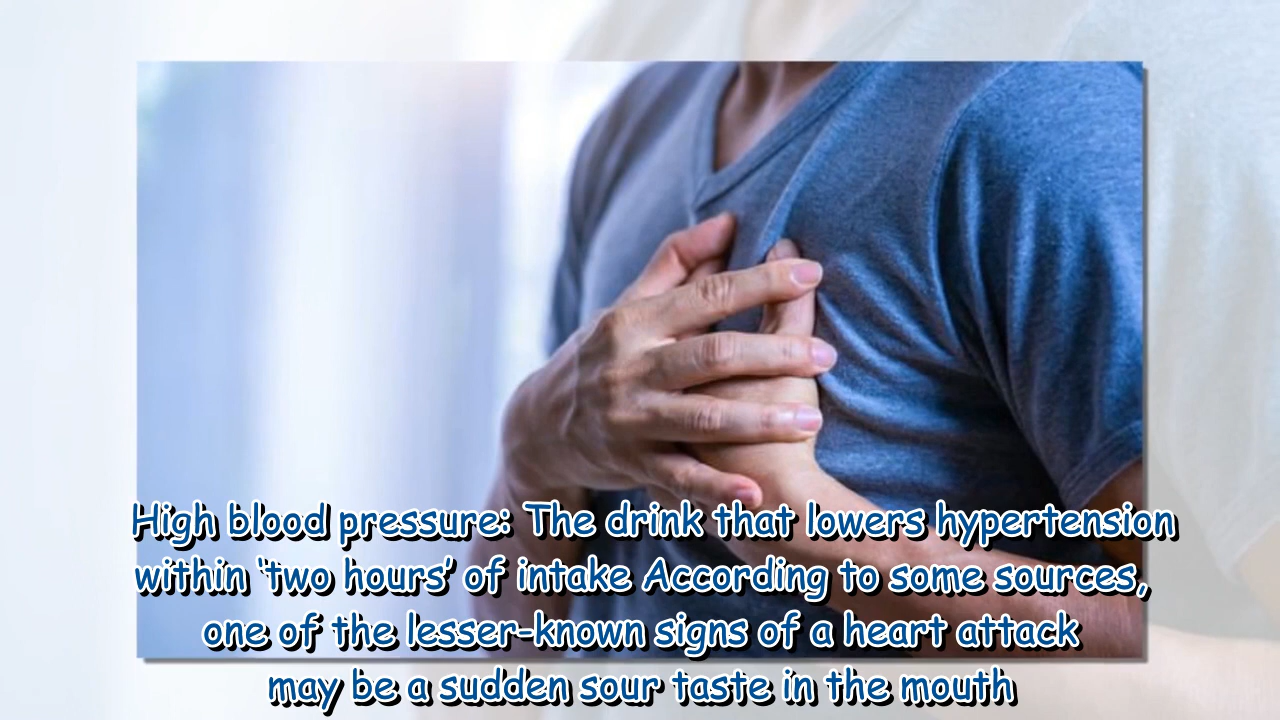 High blood pressure: The drink that lowers hypertension
within ‘two hours’ of intake According to some sources,
one of the lesser-known signs of a heart attack
may be a sudden sour taste in the mouth